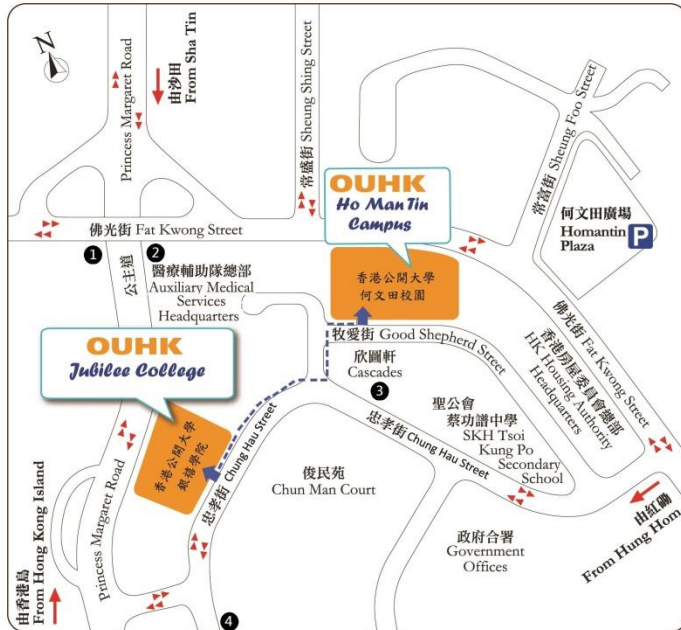 N
Princess Margaret Road
由沙田
From Sha Tin
常盛街 Sheung Shing Street
常富街 Sheung Foo Street
OUHK
Ho Man Tin
Campus
何文田廣場
Homantin
Plaza
P
佛光街 Fat Kwong Street
1
2
公主道
醫療輔助隊總部
Auxiliary Medical
Services
Headquarters
香港公開大學
何文田校園
牧愛街 Good Shepherd Street
佛光街 Fat Kwong Street
香港房屋委員會總部
HK Housing Authority
Headquarters
OUHK
Jubilee College
欣圖軒
Cascades
3
聖公會
蔡功譜中學
SKH Tsoi
Kung Po
Secondary
School
忠孝街 Chung Hau Street
香港公開大學
銀禧學院
忠孝街 Chung Hau Street
俊民苑
Chun Man Court
政府合署
Government
Offices
由紅磡
From Hung Hom
Princess Margaret Road
由香港島
From Hong Kong Island
4